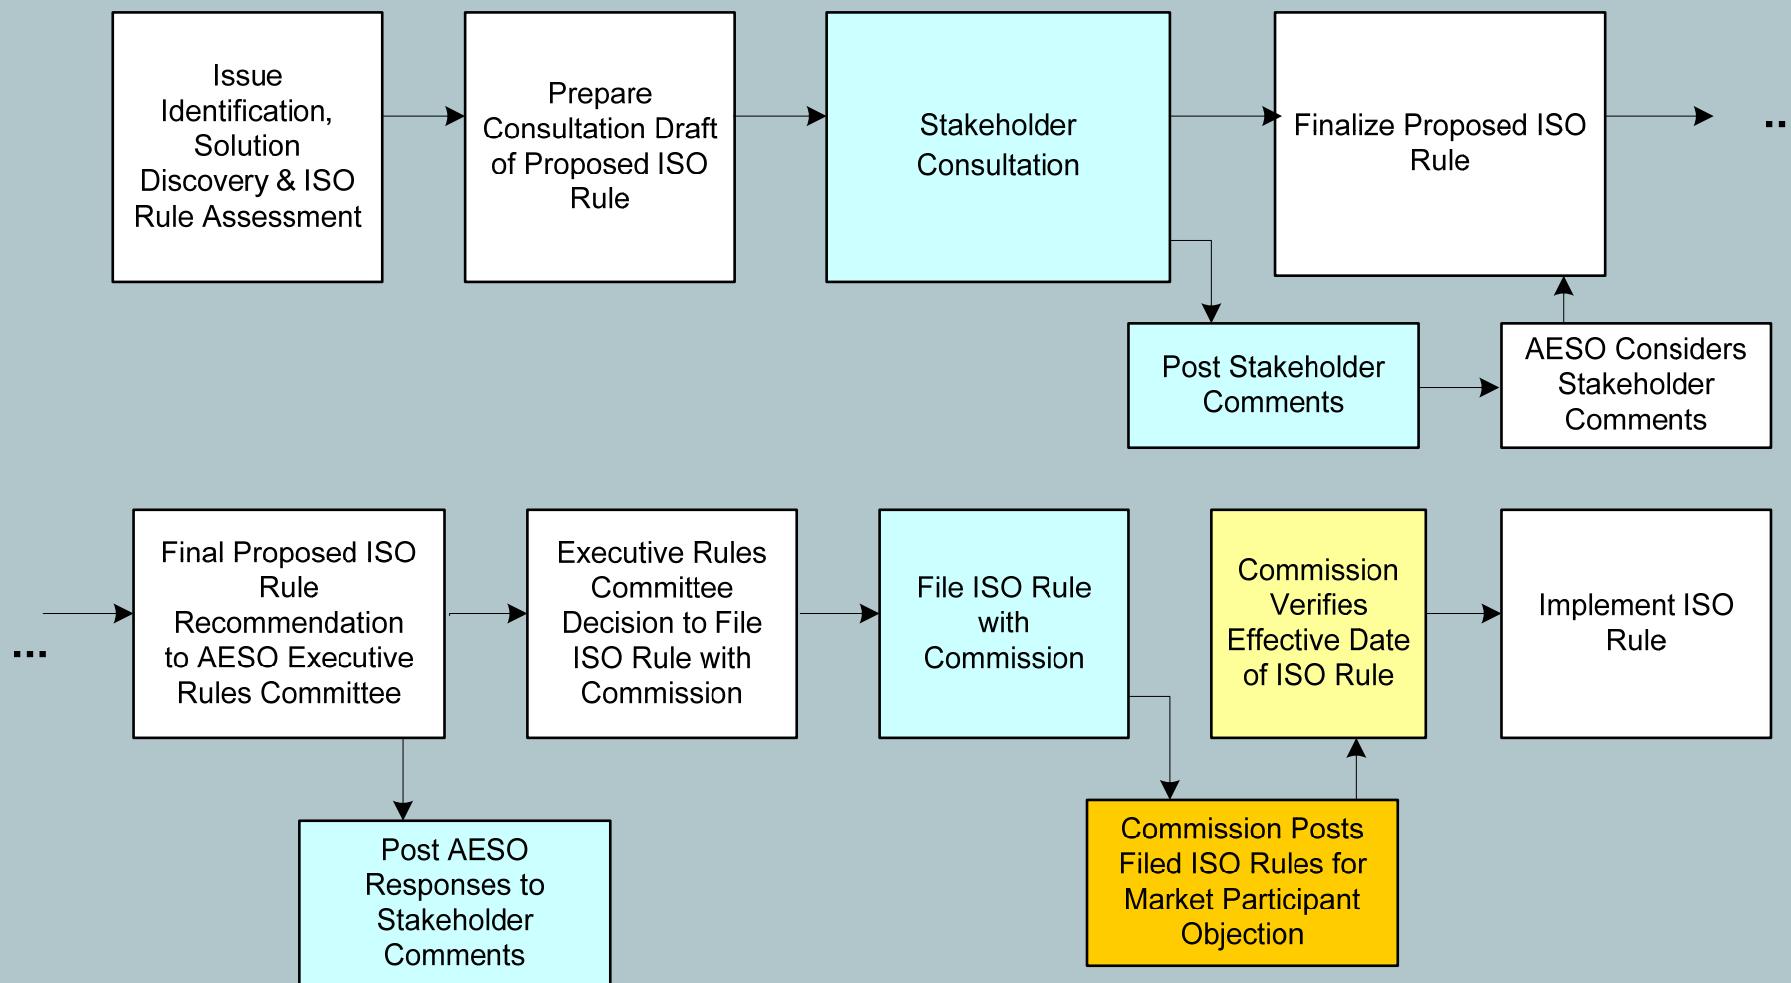 Issue
Identification,
Solution
Discovery & ISO
Rule Assessment
Prepare
Consultation Draft
of Proposed ISO
Rule
Stakeholder
Consultation
Finalize Proposed ISO
Rule
..
Post Stakeholder
Comments
AESO Considers
Stakeholder
Comments
...
Final Proposed ISO
Rule
Recommendation
to AESO Executive
Rules Committee
Executive Rules
Committee
Decision to File
ISO Rule with
Commission
File ISO Rule
with
Commission
Commission
Verifies
Effective Date
of ISO Rule
Implement ISO
Rule
Post AESO
Responses to
Stakeholder
Comments
Commission Posts
Filed ISO Rules for
Market Participant
Objection